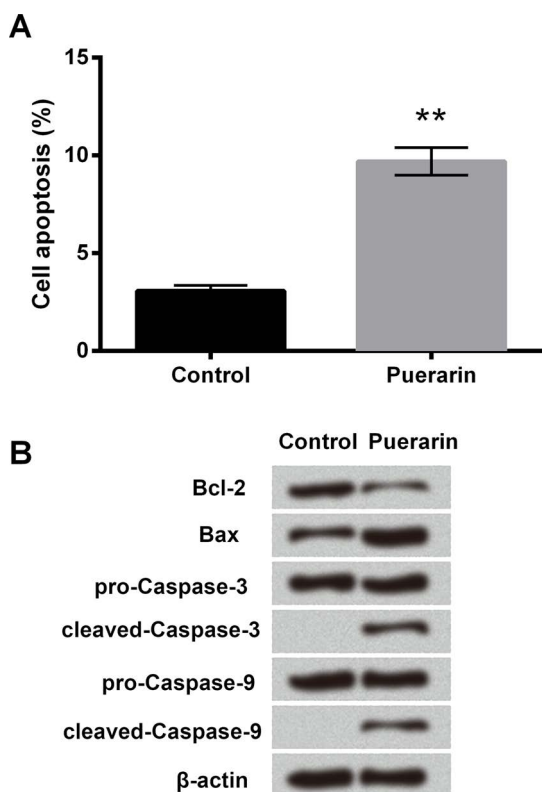 A
Cell apoptosis (%)
15
10
5
0
**
Control Puerarin
B
Control Puerarin
Bcl-2
Bax
pro-Caspase-3
cleaved-Caspase-3
pro-Caspase-9
cleaved-Caspase-9
β-actin